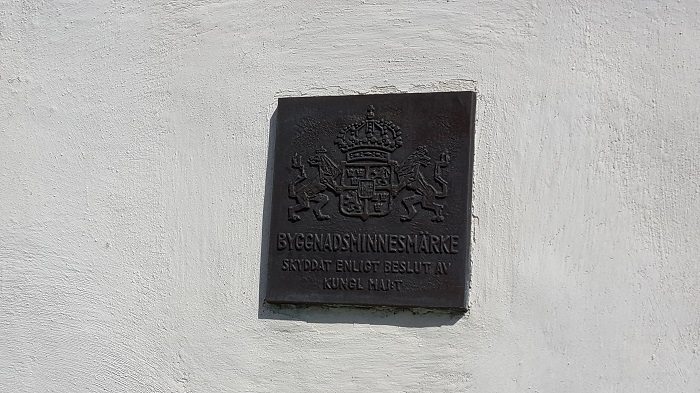 BYGGNADSMINNESMÄRKE
SKYDDAT ENLIGT BESLUT AV
KUNGL MAJ:T